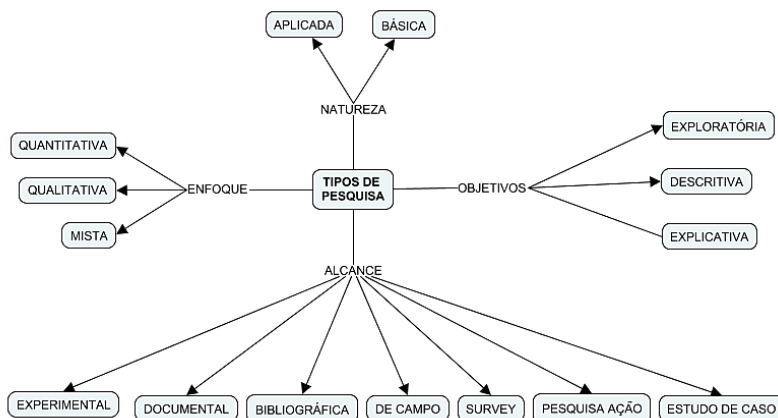 APLICADA
BÁSICA
NATUREZA
QUANTITATIVA
QUALITATIVA
MISTA
ENFOQUE
TIPOS DE
PESQUISA
OBJETIVOS
EXPLORATÓRIA
DESCRITIVA
EXPLICATIVA
ALCANCE
EXPERIMENTAL
DOCUMENTAL
BIBLIOGRÁFICA
DE CAMPO
SURVEY
PESQUISA AÇÃO
ESTUDO DE CASO